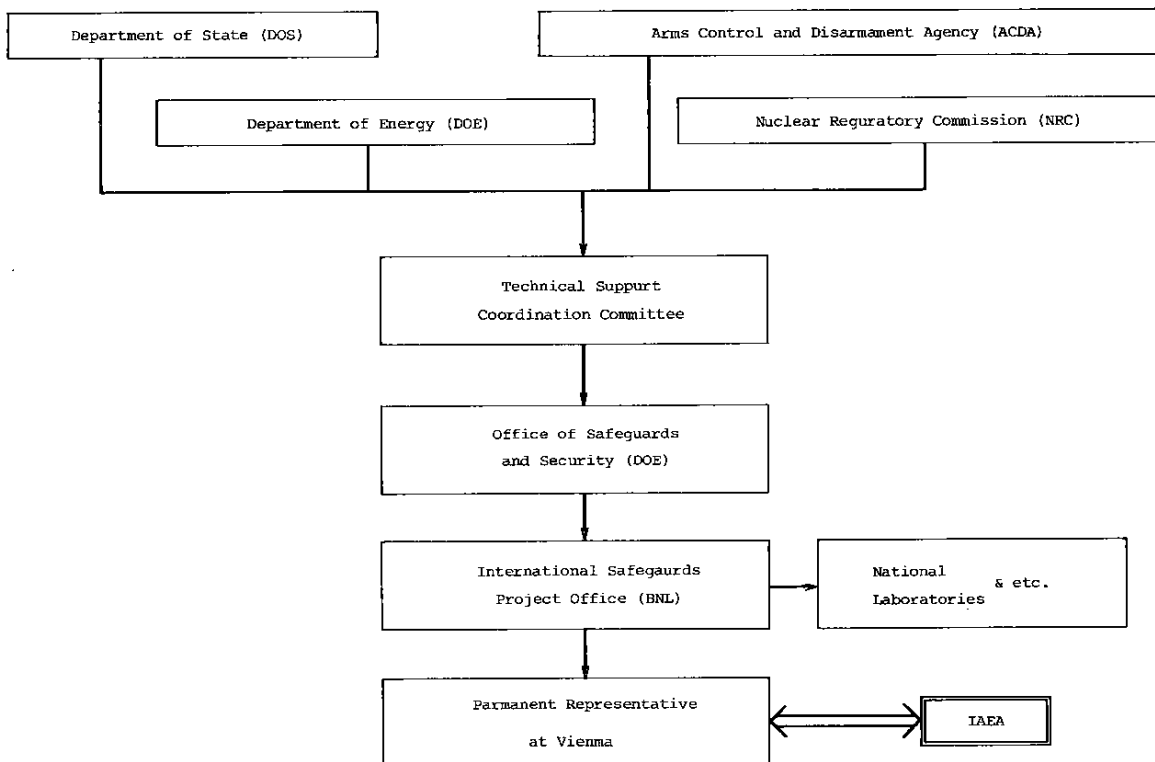 Department of State (DOS)
Arms Control and Disarmament Agency (ACDA)
Department of Energy (DOE)
Nuclear Reguratory Commission (NRC)
Technical Suppurt
Coordination Committee
Office of Safeguards
and Security (DOE)
International Safegaurds
Project Office (BNL)
National
Laboratories
& etc.
Parmanent Representative
at Vienma
IAEA